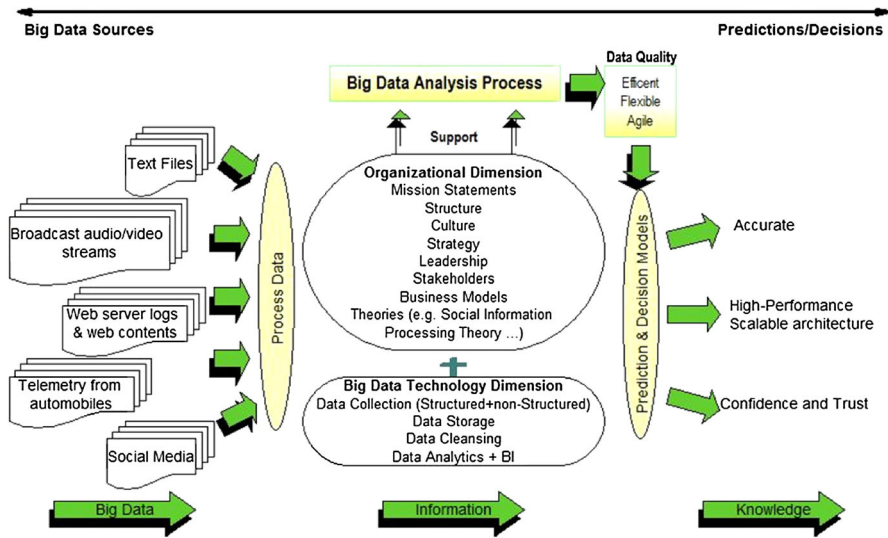 Big Data Sources
Predictions/Decisions
Data Quality
Big Data Analysis Process
Efficent
Flexible
Agile
Support
Text Files
Broadcast audio/video
streams
Web server logs
& web contents
Telemetry from
automobiles
Social Media
Process Data
Organizational Dimension
Mission Statements
Structure
Culture
Strategy
Leadership
Stakeholders
Business Models
Theories (e.g. Social Information
Processing Theory ...)
Big Data Technology Dimension
Data Collection (Structured+non-Structured)
Data Storage
Data Cleansing
Data Analytics + BI
Prediction & Decision Models
Accurate
High-Performance
Scalable architecture
Confidence and Trust
Big Data
Information
Knowledge